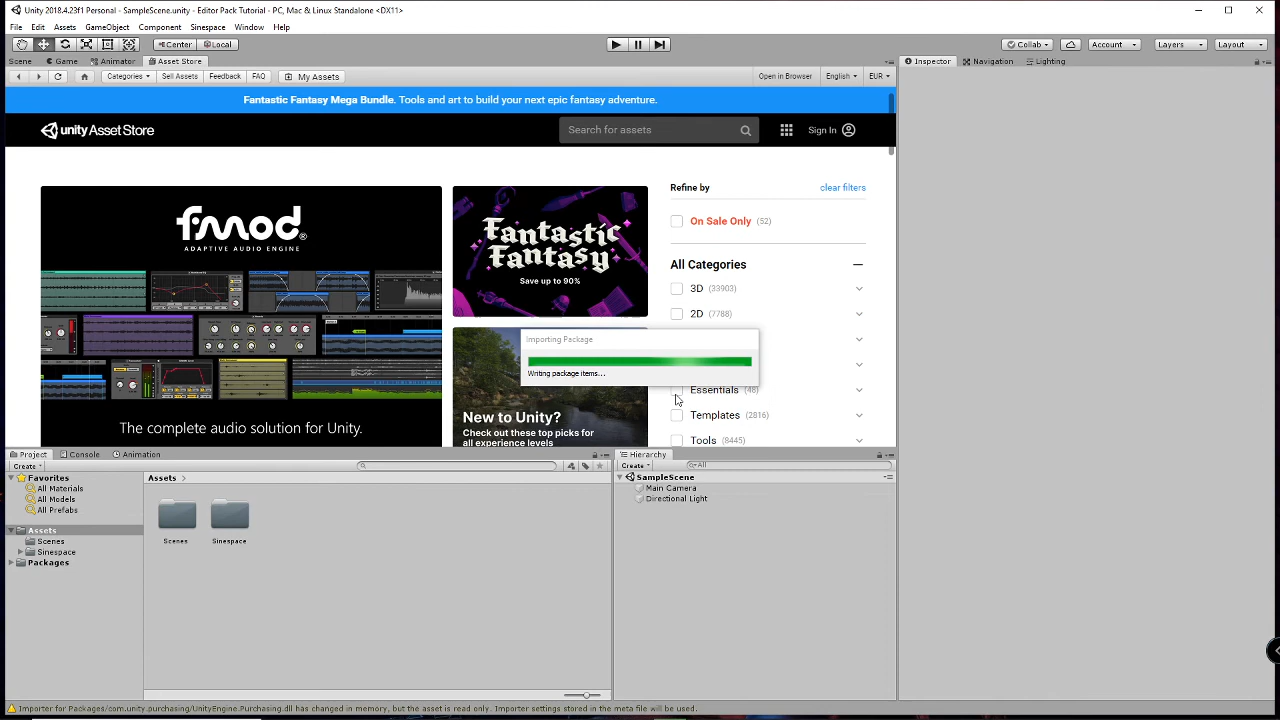 Unity 2018.4.23f1 Personal - SampleScene.unity - Editor Pack Tutorial - PC, Mac & Linux Standalone <DX11>
File Edit Assets GameObject Component Sinespace Window Help
Center Local Collab Account Layers Layout
Scene Game Animator Asset Store Inspector Navigation Lighting
Categories Sell Assets Feedback FAQ My Assets Open in Browser English EUR
Fantastic Fantasy Mega Bundle. Tools and art to build your next epic fantasy adventure.
unity Asset Store Search for assets Sign In
Refine by clear filters
fmod®
ADAPTIVE AUDIO ENGINE
The complete audio solution for Unity.
Fantastic
Fantasy
Save up to 90%
New to Unity?
Check out these top picks for
all experience levels
On Sale Only (52)
All Categories
3D (33903)
2D (7788)
Essentials (48)
Templates (2816)
Tools (8445)
Importing Package
Writing package items...
Project Console Animation
Create
Favorites
All Materials
All Models
All Prefabs
Assets
Scenes
Sinespace
Packages
Assets
Scenes Sinespace
Hierarchy
Create All
SampleScene
Main Camera
Directional Light
Importer for Packages/com.unity.purchasing/UnityEngine.Purchasing.dll has changed in memory, but the asset is read only. Importer settings stored in the meta file will be used.